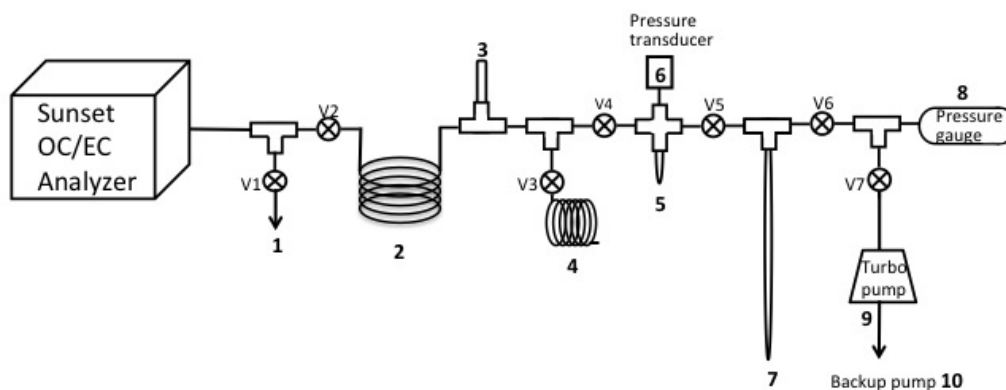 Sunset
OC/EC
Analyzer
V1
1
V2
2
3
V3
4
V4
Pressure
transducer
6
5
V5
7
V6
8
Pressure
gauge
V7
Turbo
pump
9
Backup pump 10